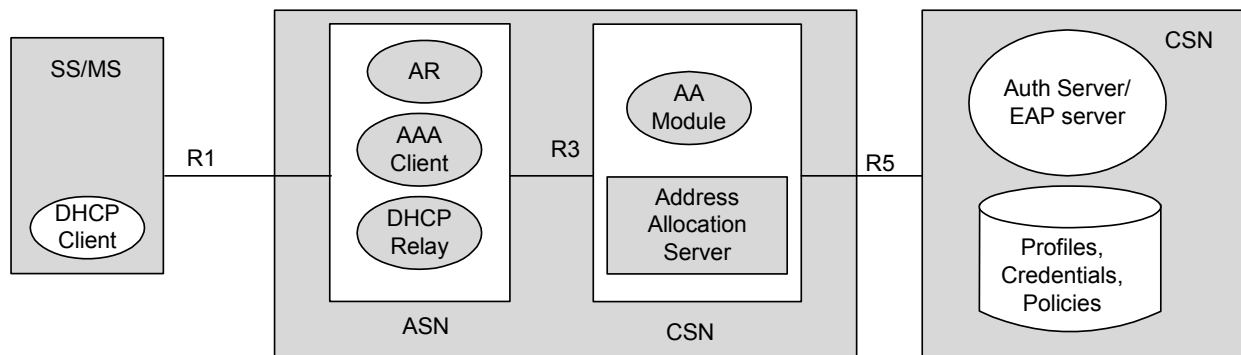 SS/MS
DHCP
Client
R1
AR
AAA
Client
DHCP
Relay
ASN
R3
AA
Module
Address
Allocation
Server
CSN
R5
CSN
Auth Server/
EAP server
Profiles,
Credentials,
Policies